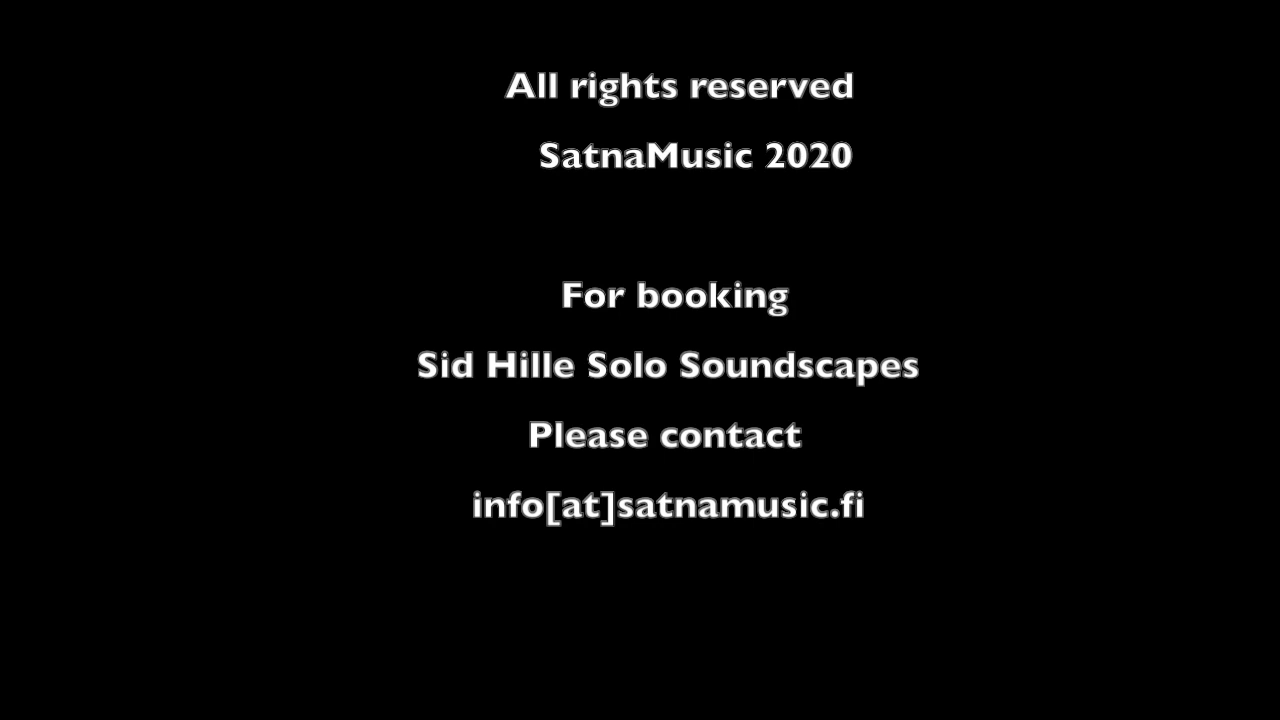 All rights reserved
SatnaMusic 2020
For booking
Sid Hille Solo Soundscapes
Please contact
info[at]satnamusic.fi